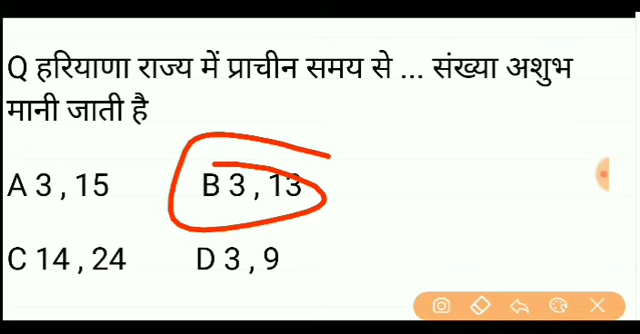 Q हरियाणा राज्य में प्राचीन समय से ... संख्या अशुभ
मानी जाती है
A 3 , 15 B 3 , 13
C 14 , 24 D 3 , 9